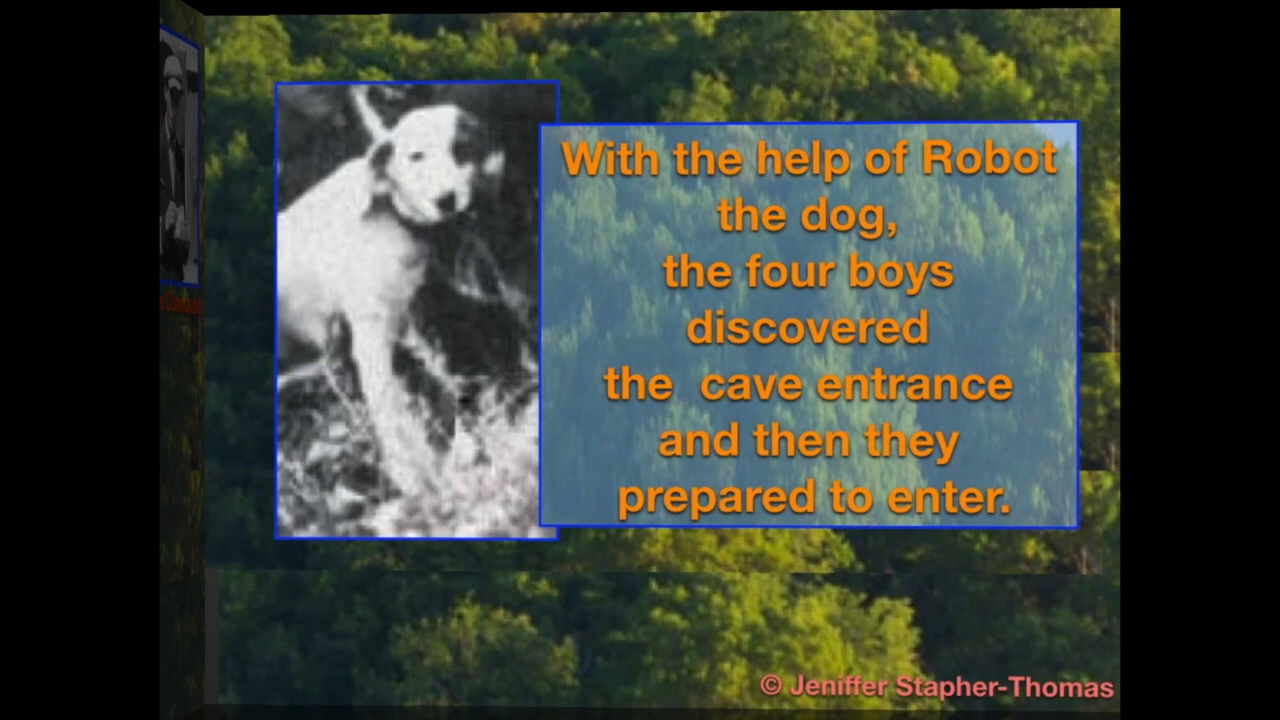 With the help of Robot
the dog,
the four boys
discovered
the  cave entrance
and then they
prepared to enter.
© Jeniffer Stapher-Thomas